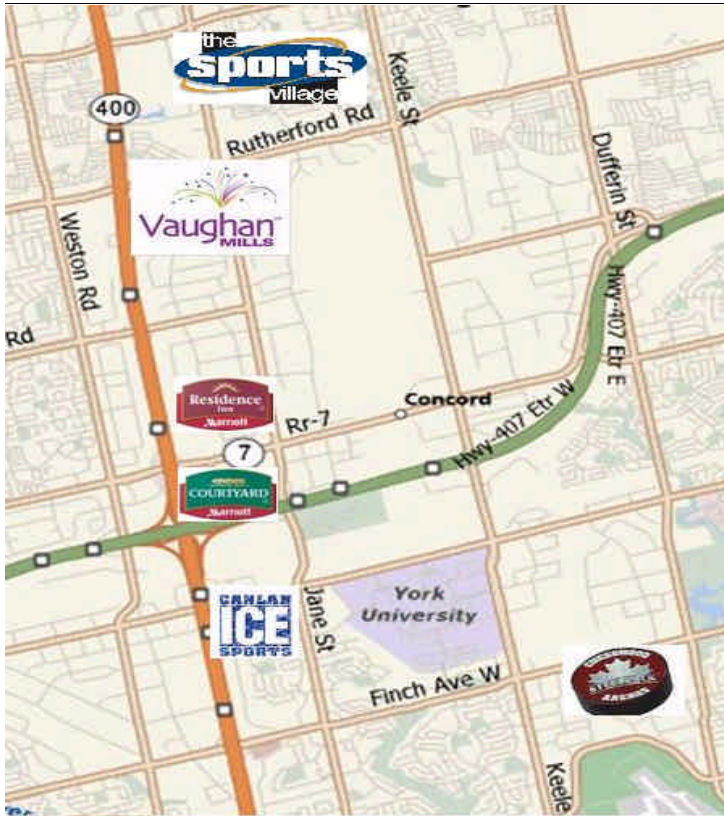 the
sports
village
Keele St
400
Rutherford Rd
Dufferin St
Vaughan
MILLS
Weston Rd
Hwy-407 Etr E
Rd
Residence
Inn
Marriott
Concord
Rr-7
Hwy-407 Etr W
7
COURTYARD
Marriott
CANLAN
ICE
SPORTS
Jane St
York
University
Finch Ave W
Keele